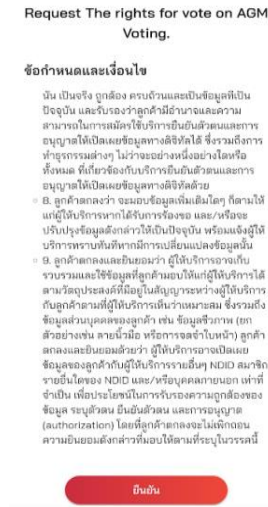 Request The rights for vote on AGM
Voting.
ข้อกำหนดและเงื่อนไข
นั้น เป็นจริง ถูกต้อง ครบถ้วนและเป็นข้อมูลที่เป็น
ปัจจุบัน และรับรองว่าลูกค้ามีอำนาจและความ
สามารถในการสมัครใช้บริการยืนยันตัวตนและการ
อนุญาตให้เปิดเผยข้อมูลทางดิจิทัลได้ ซึ่งรวมถึงการ
ทำธุรกรรมต่างๆ ไม่ว่าจะอย่างหนึ่งอย่างใดหรือ
ทั้งหมด ที่เกี่ยวข้องกับบริการยืนยันตัวตนและการ
อนุญาตให้เปิดเผยข้อมูลทางดิจิทัลด้วย
8. ลูกค้าตกลงว่า จะมอบข้อมูลเพิ่มเติมใดๆ ก็ตามให้
แก่ผู้ให้บริการหากได้รับการร้องขอ และ/หรือจะ
ปรับปรุงข้อมูลดังกล่าวให้เป็นปัจจุบัน พร้อมแจ้งผู้ให้
บริการทราบทันทีหากมีการเปลี่ยนแปลงข้อมูลนั้น
9. ลูกค้าตกลงและยินยอมว่า ผู้ให้บริการอาจเก็บ
รวบรวมและใช้ข้อมูลที่ลูกค้ามอบให้แก่ผู้ให้บริการได้
ตามวัตถุประสงค์ที่มีอยู่ในสัญญาระหว่างผู้ให้บริการ
กับลูกค้าตามที่ผู้ให้บริการเห็นว่าเหมาะสม ซึ่งรวมถึง
ข้อมูลส่วนบุคคลของลูกค้า เช่น ข้อมูลชีวภาพ (ยก
ตัวอย่างเช่น ลายนิ้วมือ หรือการจดจำใบหน้า) ลูกค้า
ตกลงและยินยอมด้วยว่า ผู้ให้บริการอาจเปิดเผย
ข้อมูลของลูกค้ากับผู้ให้บริการรายอื่นๆ NDID สมาชิก
รายอื่นใดของ NDID และ/หรือบุคคลภายนอก เท่าที่
จำเป็น เพื่อประโยชน์ในการรับรองความถูกต้องของ
ข้อมูล ระบุตัวตน ยืนยันตัวตน และการอนุญาต
(authorization) โดยที่ลูกค้าตกลงจะไม่เพิกถอน
ความยินยอมดังกล่าวที่มอบให้ตามที่ระบุในวรรคนี้
ยืนยัน